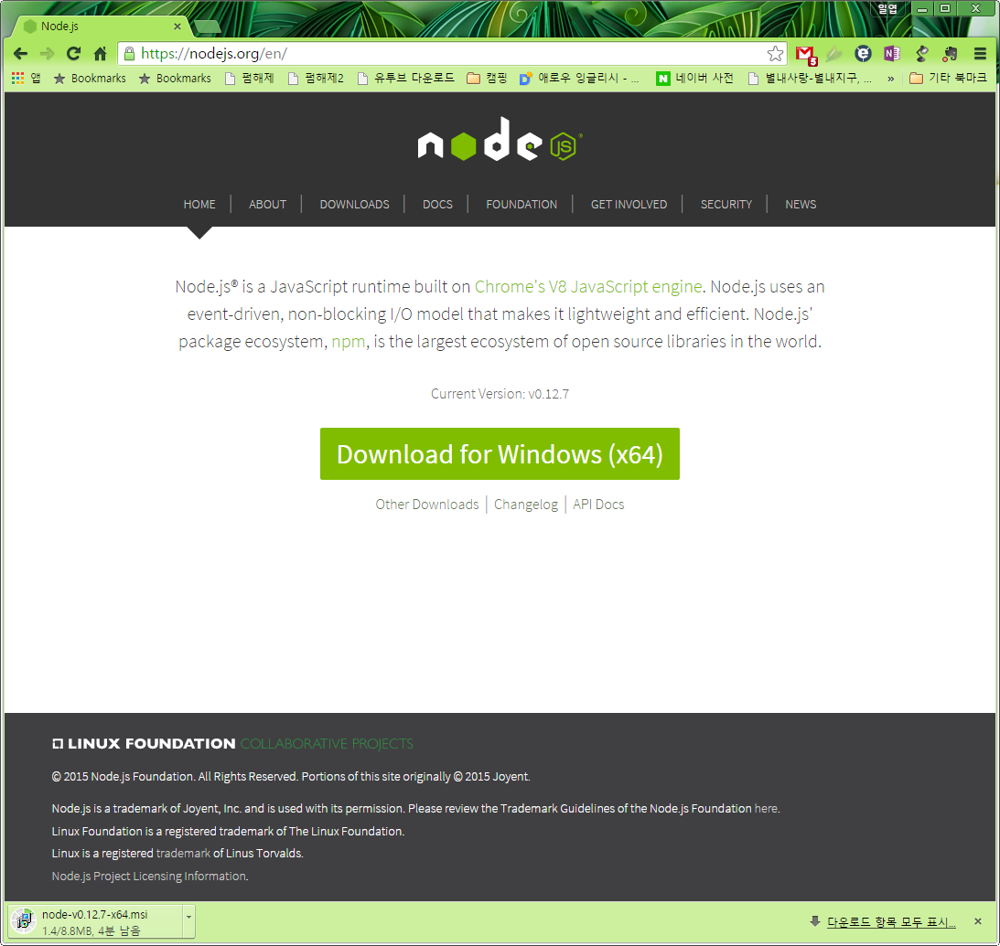 일엽
Node.js
https://nodejs.org/en/
5
앱 Bookmarks Bookmarks 펌해제 펌해제2 유투브 다운로드 캠핑 애로우 잉글리시 - ... 네이버 사전 별내사랑-별내지구, ... » 기타 북마크
node JS
HOME ABOUT DOWNLOADS DOCS FOUNDATION GET INVOLVED SECURITY NEWS
Node.js® is a JavaScript runtime built on Chrome's V8 JavaScript engine. Node.js uses an
event-driven, non-blocking I/O model that makes it lightweight and efficient. Node.js'
package ecosystem, npm, is the largest ecosystem of open source libraries in the world.
Current Version: v0.12.7
Download for Windows (x64)
Other Downloads Changelog API Docs
LINUX FOUNDATION COLLABORATIVE PROJECTS
© 2015 Node.js Foundation. All Rights Reserved. Portions of this site originally © 2015 Joyent.
Node.js is a trademark of Joyent, Inc. and is used with its permission. Please review the Trademark Guidelines of the Node.js Foundation here.
Linux Foundation is a registered trademark of The Linux Foundation.
Linux is a registered trademark of Linus Torvalds.
Node.js Project Licensing Information.
node-v0.12.7-x64.msi
1.4/8.8MB, 4분 남음
다운로드 항목 모두 표시...